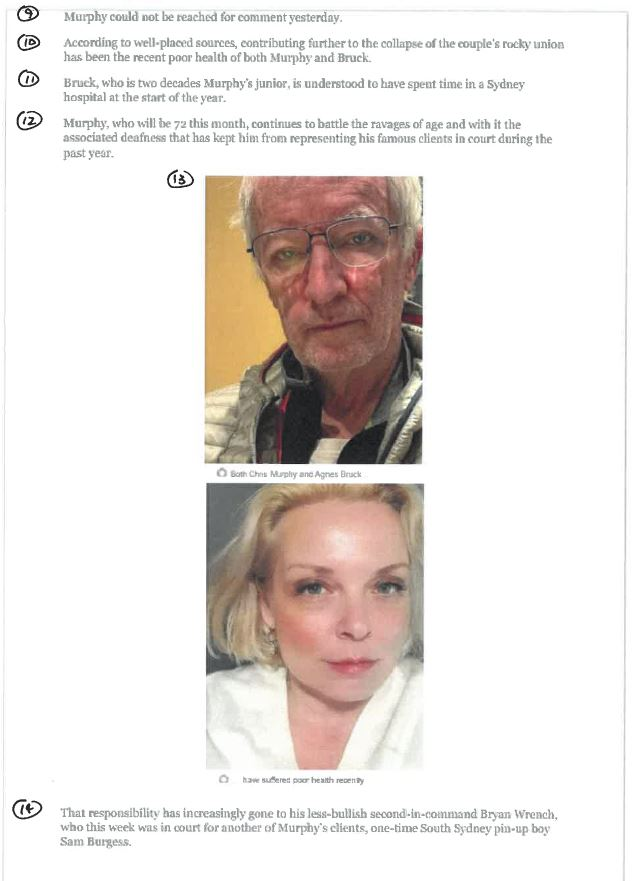 9 Murphy could not be reached for comment yesterday.
10 According to well-placed sources, contributing further to the collapse of the couple's rocky union
has been the recent poor health of both Murphy and Bruck.
11 Bruck, who is two decades Murphy's junior, is understood to have spent time in a Sydney
hospital at the start of the year.
12 Murphy, who will be 72 this month, continues to battle the ravages of age and with it the
associated deafness that has kept him from representing his famous clients in court during the
past year.
13
Both Chris Murphy and Agnes Bruck
have suffered poor health recently
14 That responsibility has increasingly gone to his less-bullish second-in-command Bryan Wrench,
who this week was in court for another of Murphy's clients, one-time South Sydney pin-up boy
Sam Burgess.